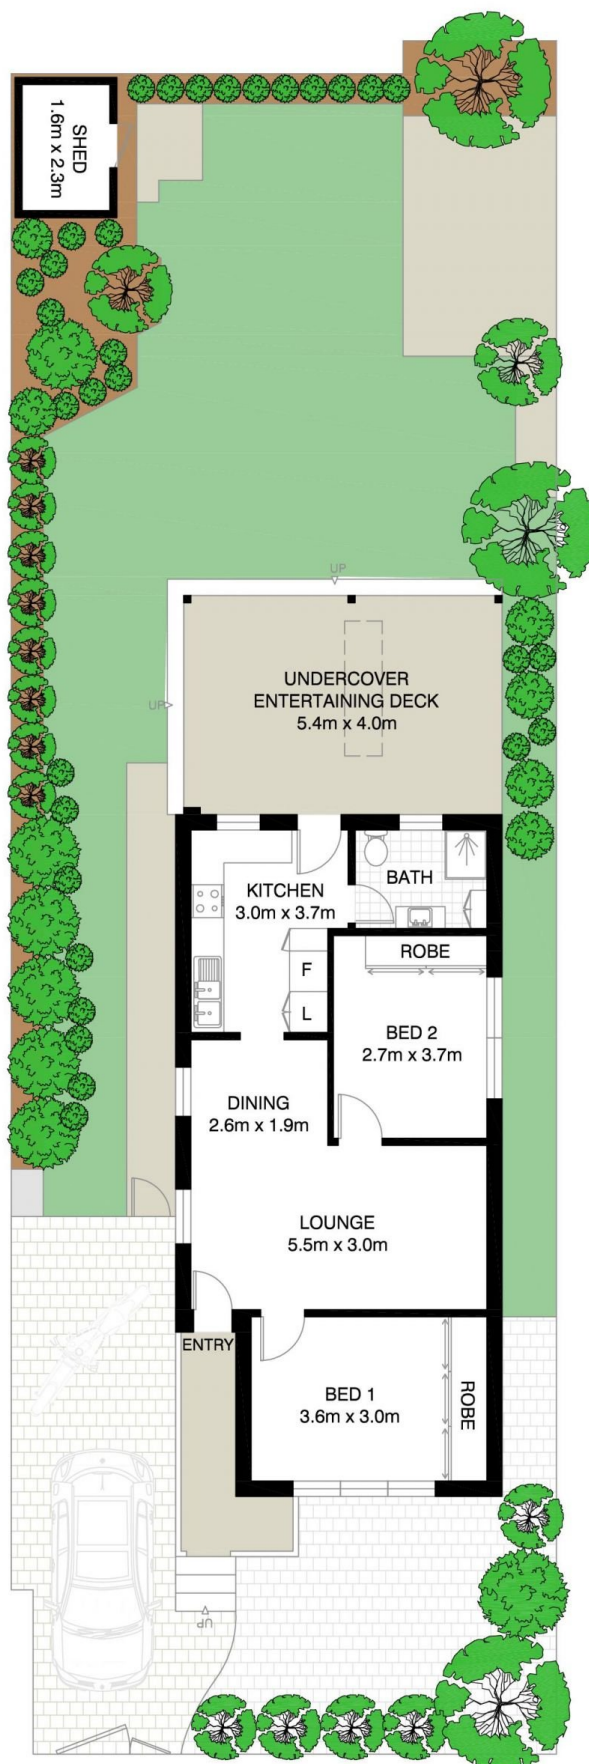 SHED
1.6m x 2.3m
UP
UNDERCOVER
ENTERTAINING DECK
5.4m x 4.0m
UP
KITCHEN
3.0m x 3.7m
BATH
ROBE
F
L
BED 2
2.7m x 3.7m
DINING
2.6m x 1.9m
LOUNGE
5.5m x 3.0m
ENTRY
BED 1
3.6m x 3.0m
ROBE
UP